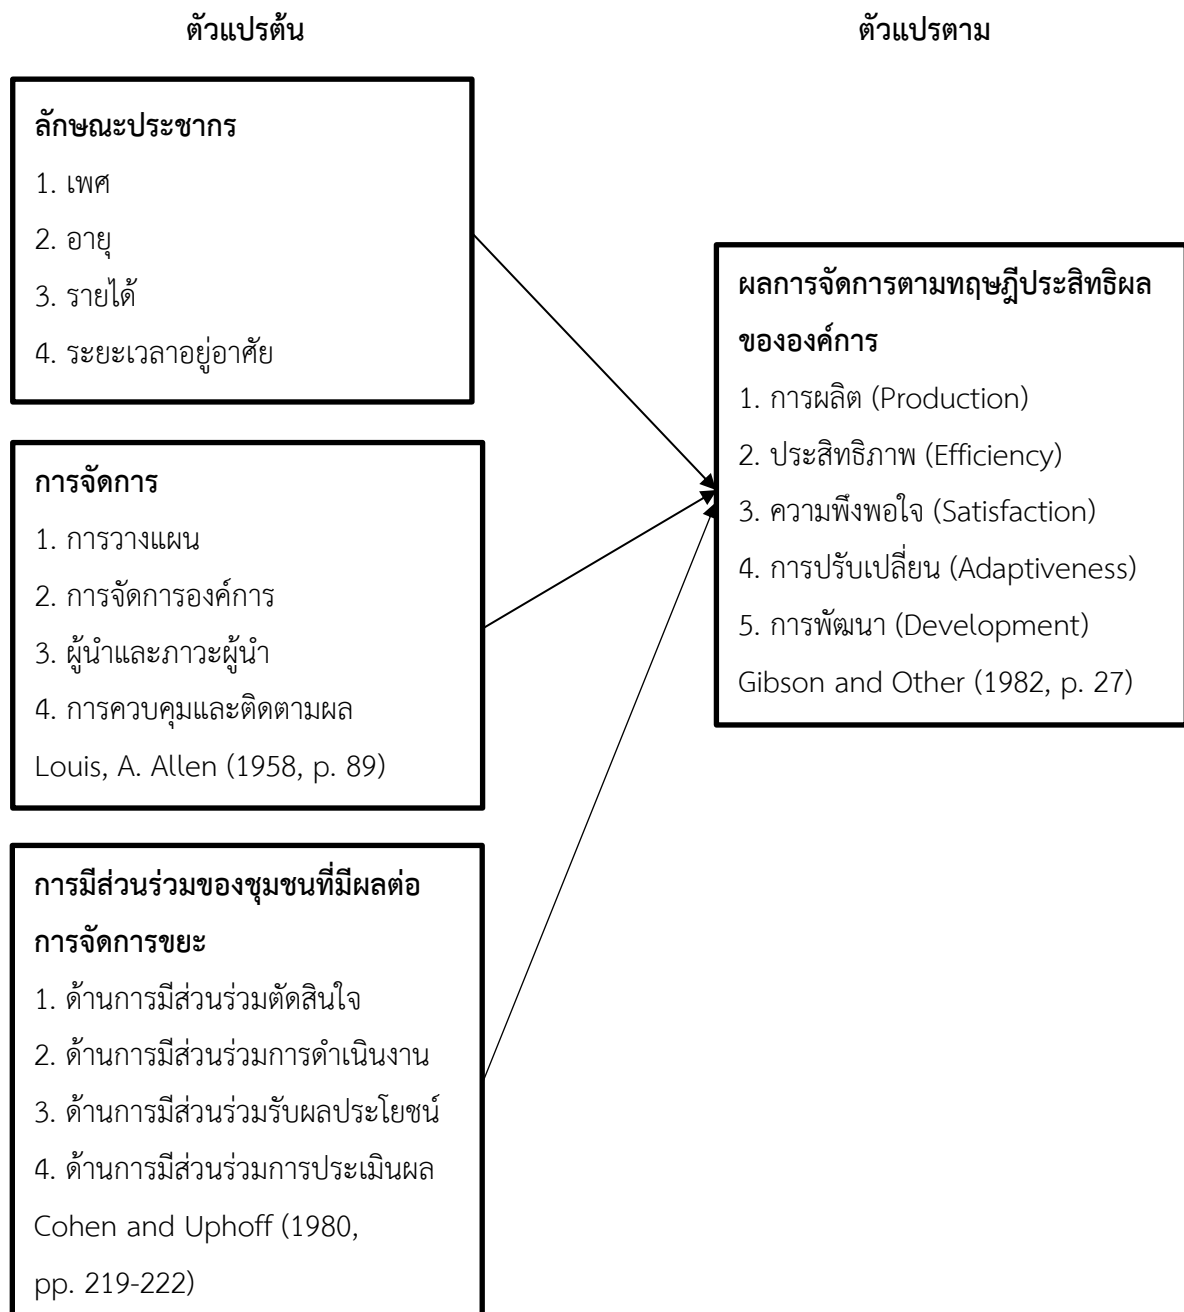 ตัวแปรต้น
ตัวแปรตาม
ลักษณะประชากร
1. เพศ
2. อายุ
3. รายได้
4. ระยะเวลาอยู่อาศัย
การจัดการ
1. การวางแผน
2. การจัดการองค์การ
3. ผู้นำและภาวะผู้นำ
4. การควบคุมและติดตามผล
Louis, A. Allen (1958, p. 89)
การมีส่วนร่วมของชุมชนที่มีผลต่อ
การจัดการขยะ
1. ด้านการมีส่วนร่วมตัดสินใจ
2. ด้านการมีส่วนร่วมการดำเนินงาน
3. ด้านการมีส่วนร่วมรับผลประโยชน์
4. ด้านการมีส่วนร่วมการประเมินผล
Cohen and Uphoff (1980,
pp. 219-222)
ผลการจัดการตามทฤษฎีประสิทธิผล
ขององค์การ
1. การผลิต (Production)
2. ประสิทธิภาพ (Efficiency)
3. ความพึงพอใจ (Satisfaction)
4. การปรับเปลี่ยน (Adaptiveness)
5. การพัฒนา (Development)
Gibson and Other (1982, p. 27)